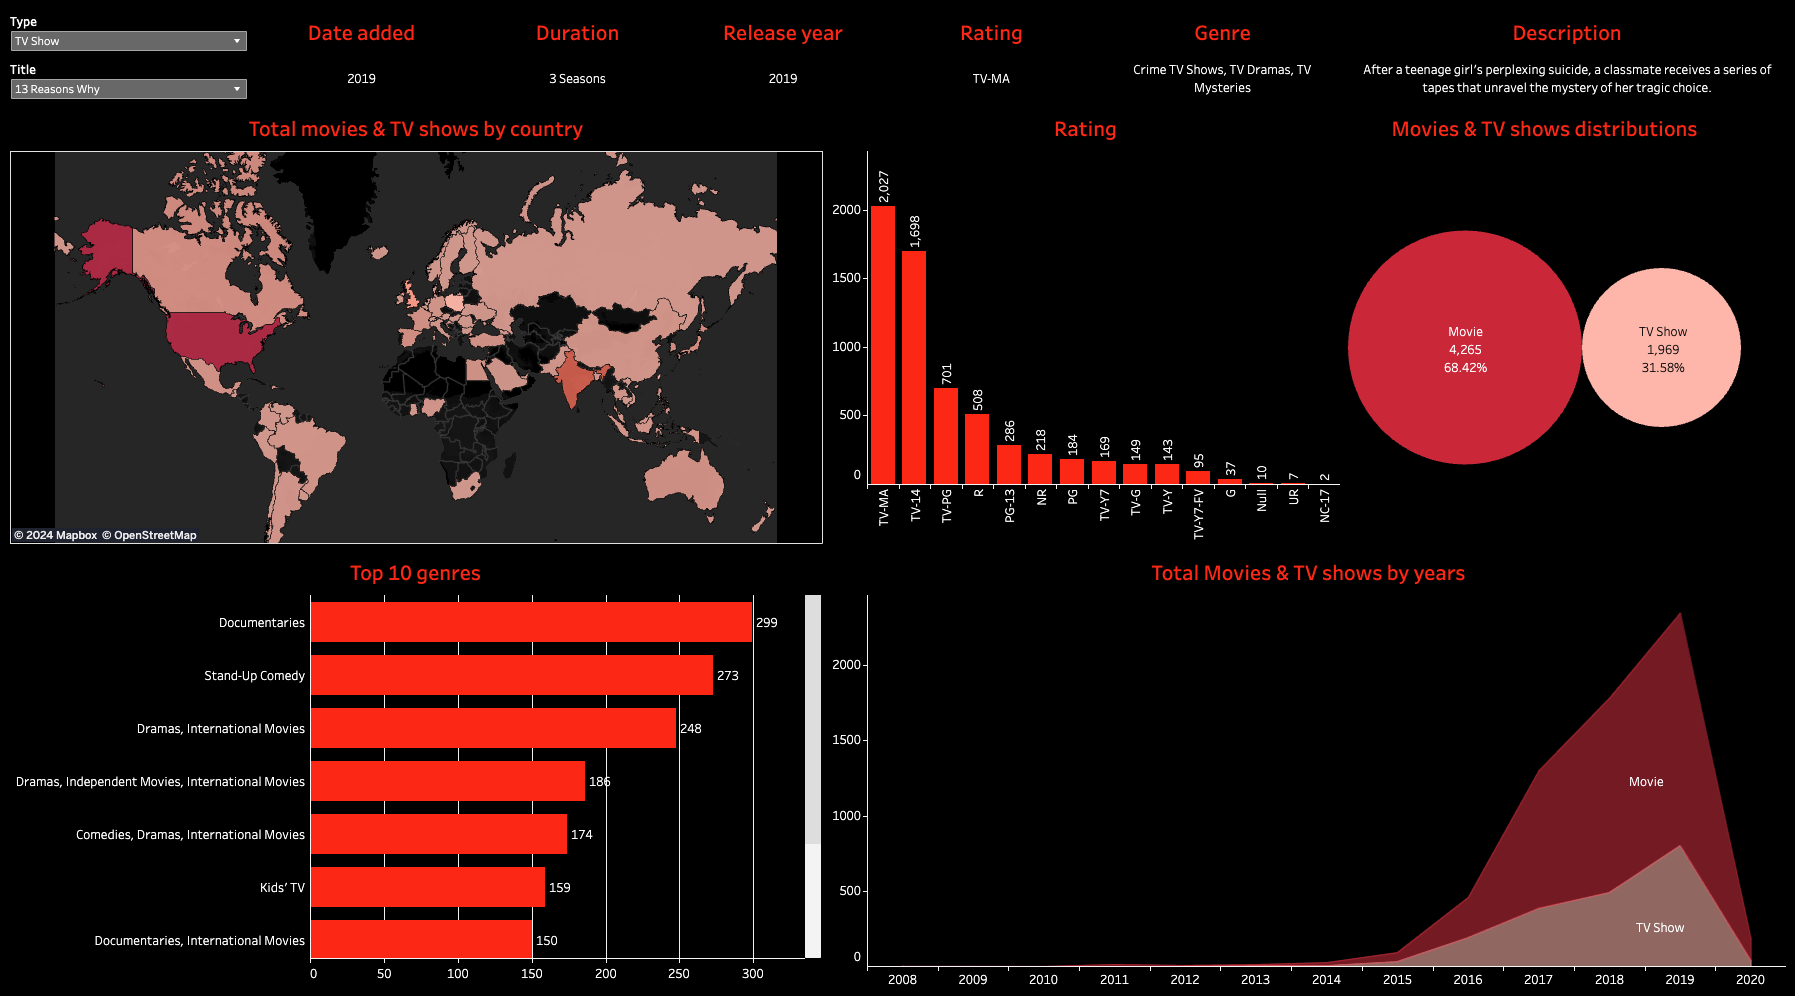 Type
TV Show
Title
13 Reasons Why
Date added
2019
Duration
3 Seasons
Release year
2019
Rating
TV-MA
Genre
Crime TV Shows, TV Dramas, TV
Mysteries
Description
After a teenage girl's perplexing suicide, a classmate receives a series of
tapes that unravel the mystery of her tragic choice.
Total movies & TV shows by country
© 2024 Mapbox © OpenStreetMap
Rating
2000
1500
1000
500
0
2,027
1,698
701
508
286
218
184
169
149
143
95
37
10
7
2
TV-MA
TV-14
TV-PG
R
PG-13
NR
PG
TV-Y7
TV-G
TV-Y
TV-Y7-FV
G
Null
UR
NC-17
Movies & TV shows distributions
Movie
4,265
68.42%
TV Show
1,969
31.58%
Top 10 genres
Documentaries 299
Stand-Up Comedy 273
Dramas, International Movies 248
Dramas, Independent Movies, International Movies 186
Comedies, Dramas, International Movies 174
Kids' TV 159
Documentaries, International Movies 150
0 50 100 150 200 250 300
Total Movies & TV shows by years
2000
1500
1000
500
0
Movie
TV Show
2008 2009 2010 2011 2012 2013 2014 2015 2016 2017 2018 2019 2020